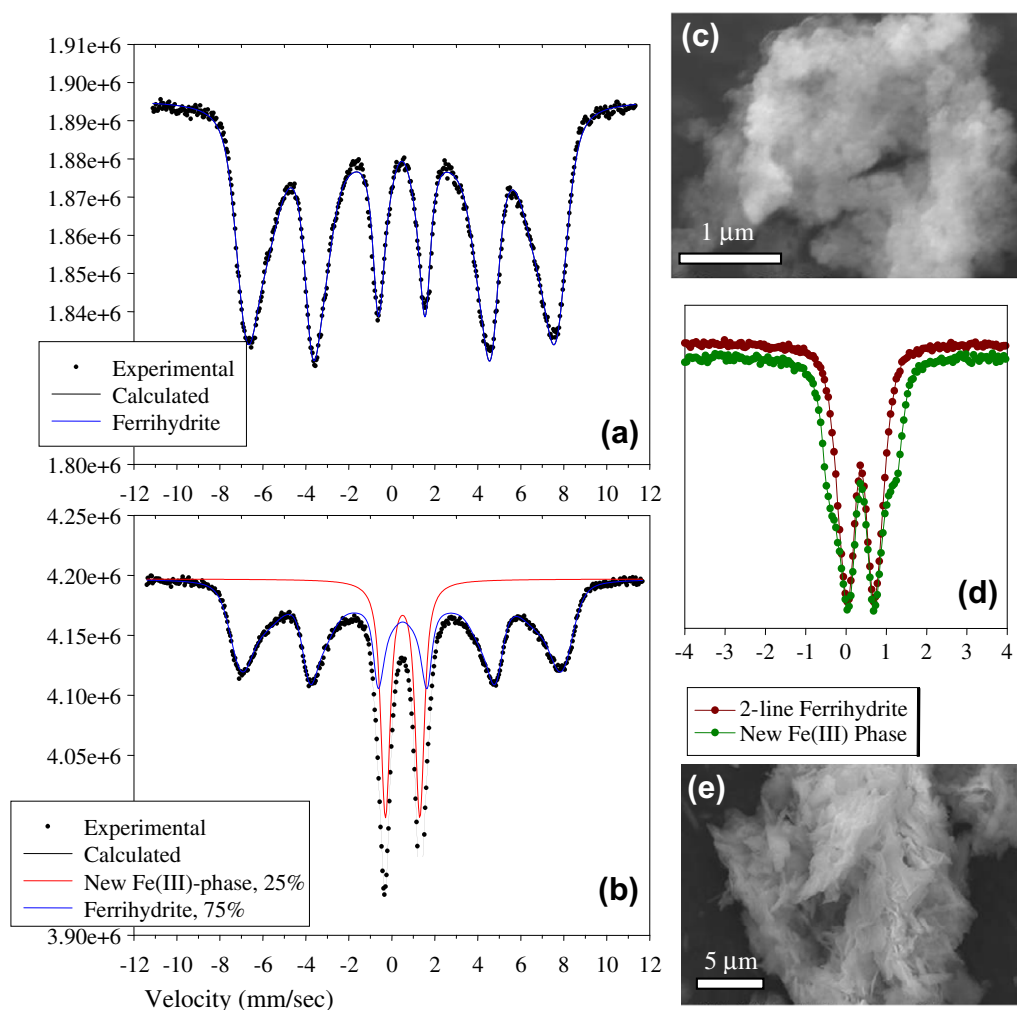 1.91e+6
1.90e+6
1.89e+6
1.88e+6
1.87e+6
1.86e+6
1.85e+6
1.84e+6
Experimental
Calculated
Ferrihydrite
(a)
1.80e+6
-12 -10 -8 -6 -4 -2 0 2 4 6 8 10 12
4.25e+6
4.20e+6
4.15e+6
4.10e+6
4.05e+6
Experimental
Calculated
New Fe(III)-phase, 25%
Ferrihydrite, 75%
(b)
3.90e+6
-12 -10 -8 -6 -4 -2 0 2 4 6 8 10 12
Velocity (mm/sec)
(c)
1 μm
(d)
-4 -3 -2 -1 0 1 2 3 4
2-line Ferrihydrite
New Fe(III) Phase
(e)
5 μm